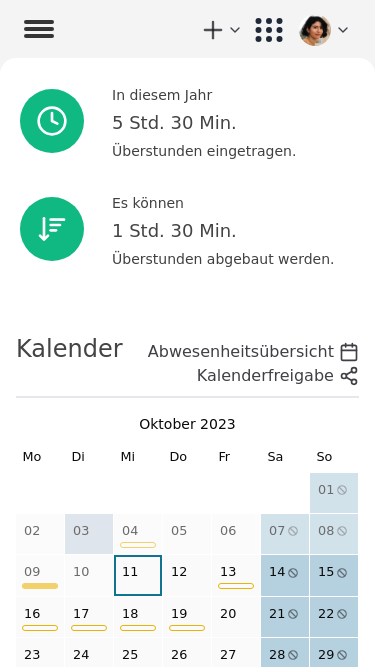 In diesem Jahr
5 Std. 30 Min.
Überstunden eingetragen.
Es können
1 Std. 30 Min.
Überstunden abgebaut werden.
Kalender
Abwesenheitsübersicht
Kalenderfreigabe
Oktober 2023
Mo Di Mi Do Fr Sa So
01
02 03 04 05 06 07 08
09 10 11 12 13 14 15
16 17 18 19 20 21 22
23 24 25 26 27 28 29